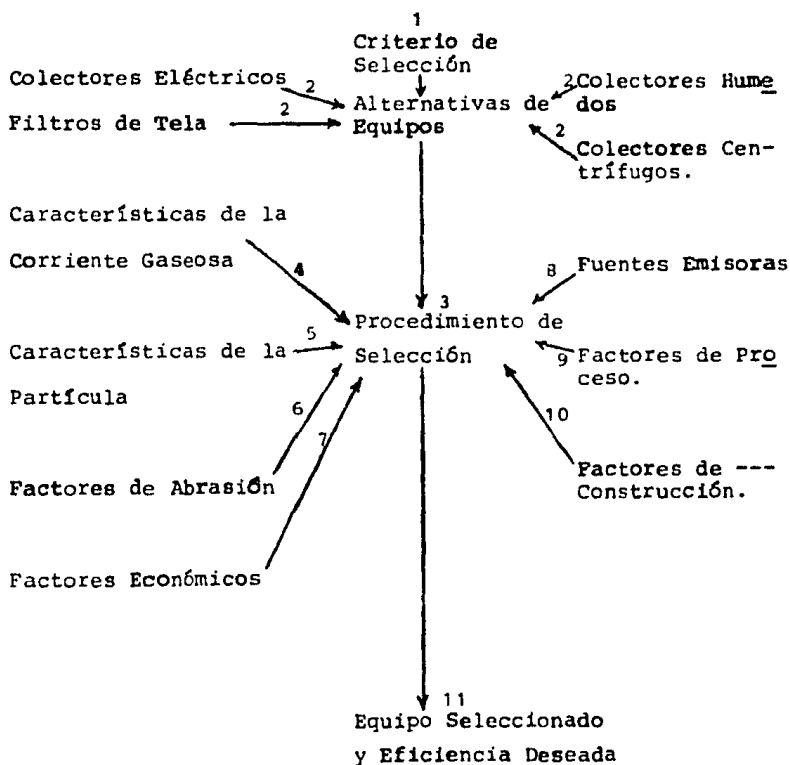 1
Criterio de
Selección
Colectores Eléctricos
2
Filtros de Tela
2
Alternativas de
Equipos
2
Colectores Hume
dos
2
Colectores Cen-
trífugos.
Características de la
Corriente Gaseosa
4
3
Procedimiento de
Selección
8
Fuentes Emisoras
Características de la
Partícula
5
9
Factores de Pro
ceso.
6
Factores de Abrasión
7
Factores Económicos
10
Factores de ---
Construcción.
11
Equipo Seleccionado
y Eficiencia Deseada